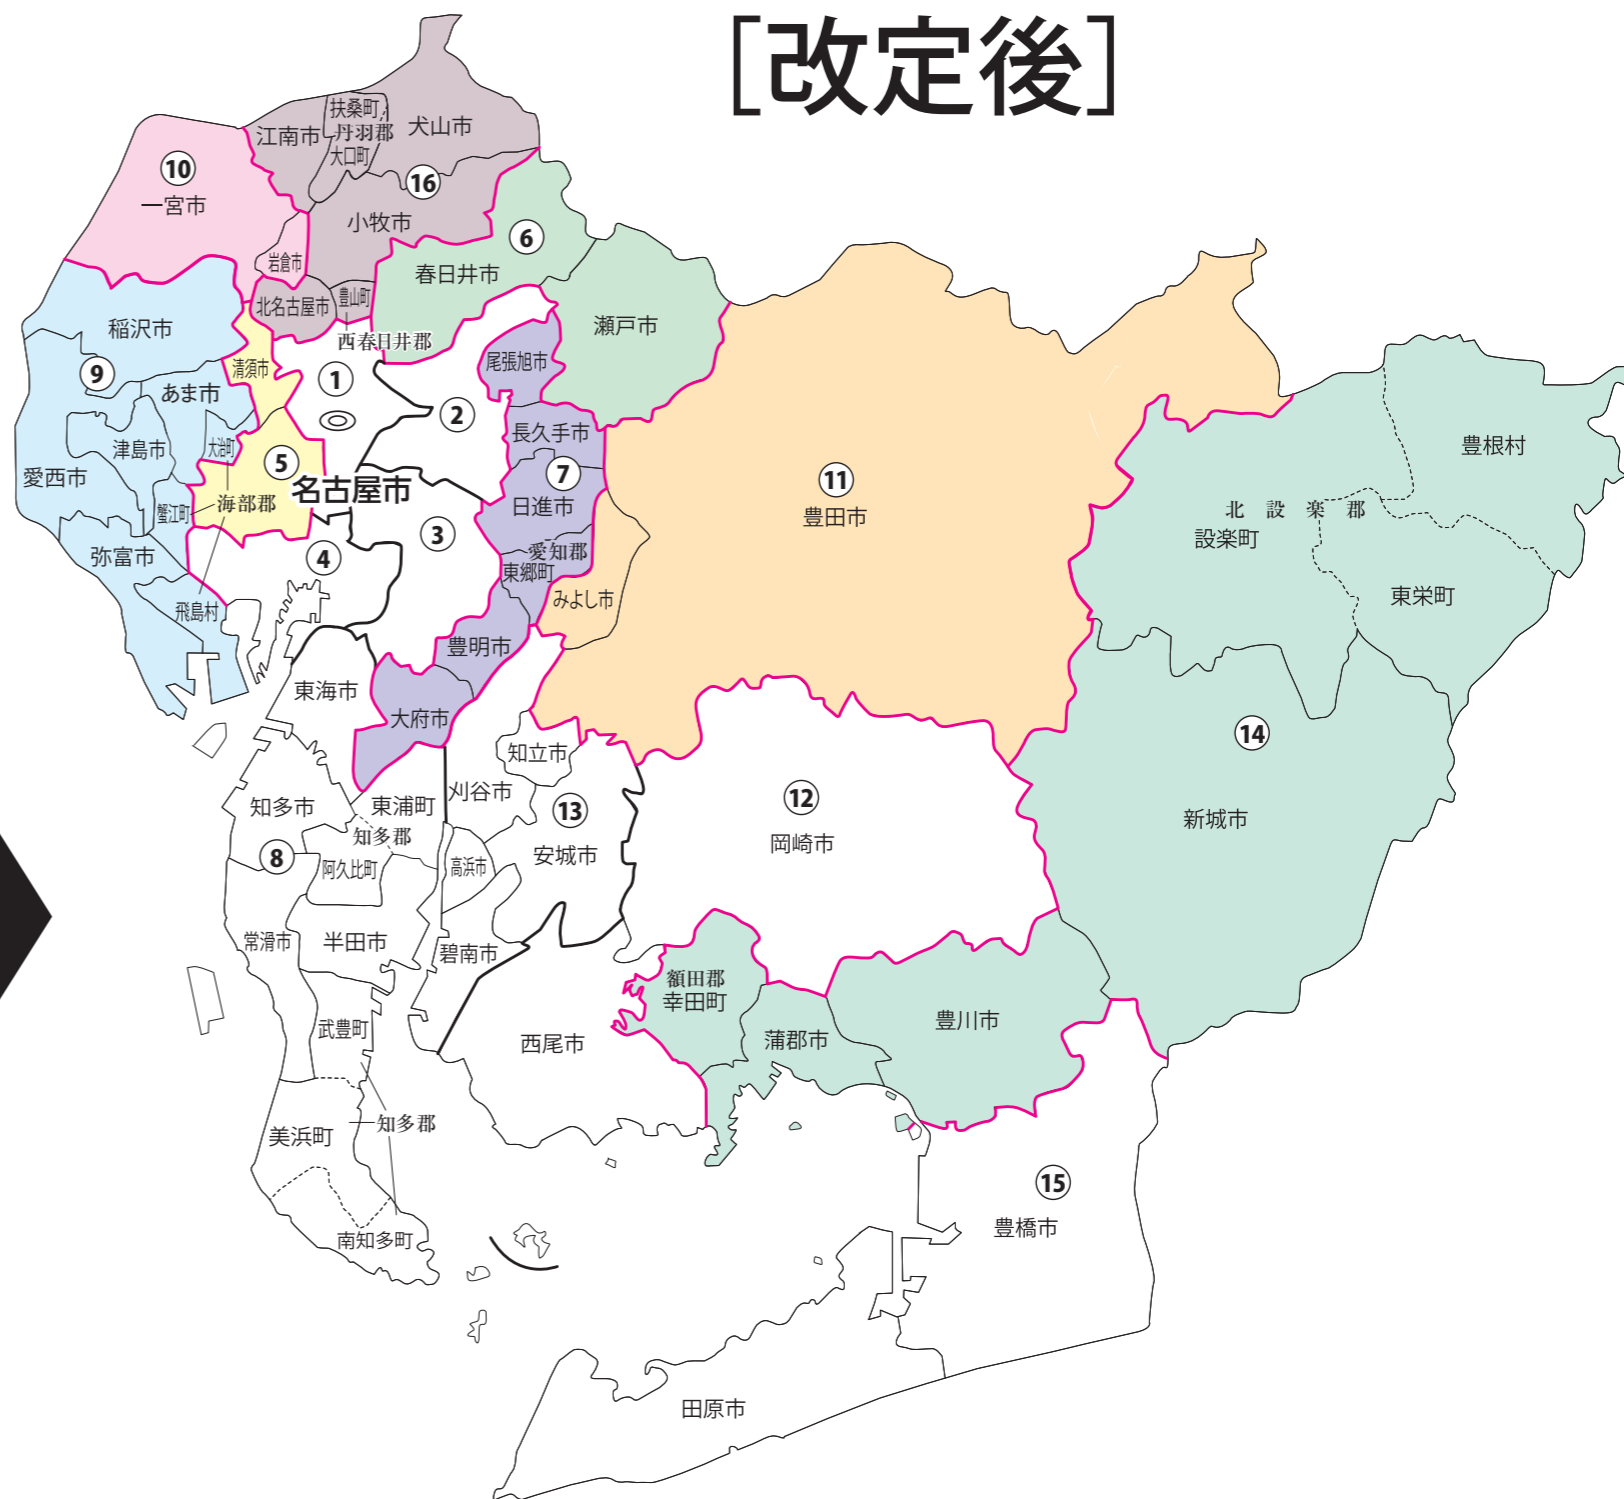 ［改定後］
扶桑町
丹羽郡
大口町
江南市
犬山市
⑩
一宮市
⑯
小牧市
⑥
春日井市
岩倉市
北名古屋市
豊山町
西春日井郡
瀬戸市
稲沢市
清須市
⑨
あま市
①
②
尾張旭市
長久手市
津島市
大治町
⑤
⑦
愛西市
名古屋市
日進市
蟹江町
海部郡
③
愛知郡
東郷町
弥富市
④
みよし市
飛島村
豊明市
⑪
豊田市
豊根村
北設楽郡
設楽町
東栄町
東海市
大府市
⑭
新城市
知立市
刈谷市
⑬
安城市
知多市
東浦町
知多郡
⑧
阿久比町
高浜市
⑫
岡崎市
常滑市
半田市
碧南市
額田郡
幸田町
武豊町
西尾市
蒲郡市
豊川市
美浜町
知多郡
南知多町
⑮
豊橋市
田原市